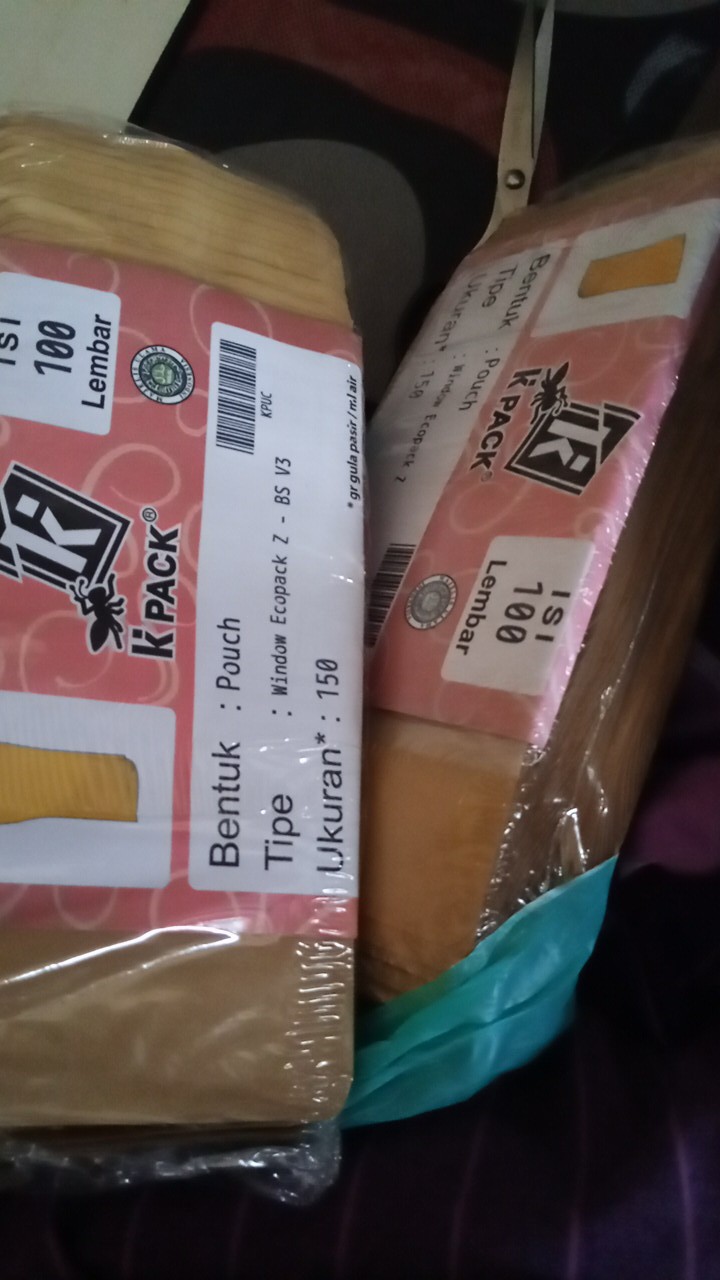 ISI
100
Lembar
K PACK®
KPUC
Bentuk : Pouch
Tipe : Window Ecopack Z - BS V3
Ukuran* : 150
* gr gula pasir / ml air
Bentuk : Pouch
Tipe : Window Ecopack Z
Ukuran* : 150
K PACK®
ISI
100
Lembar